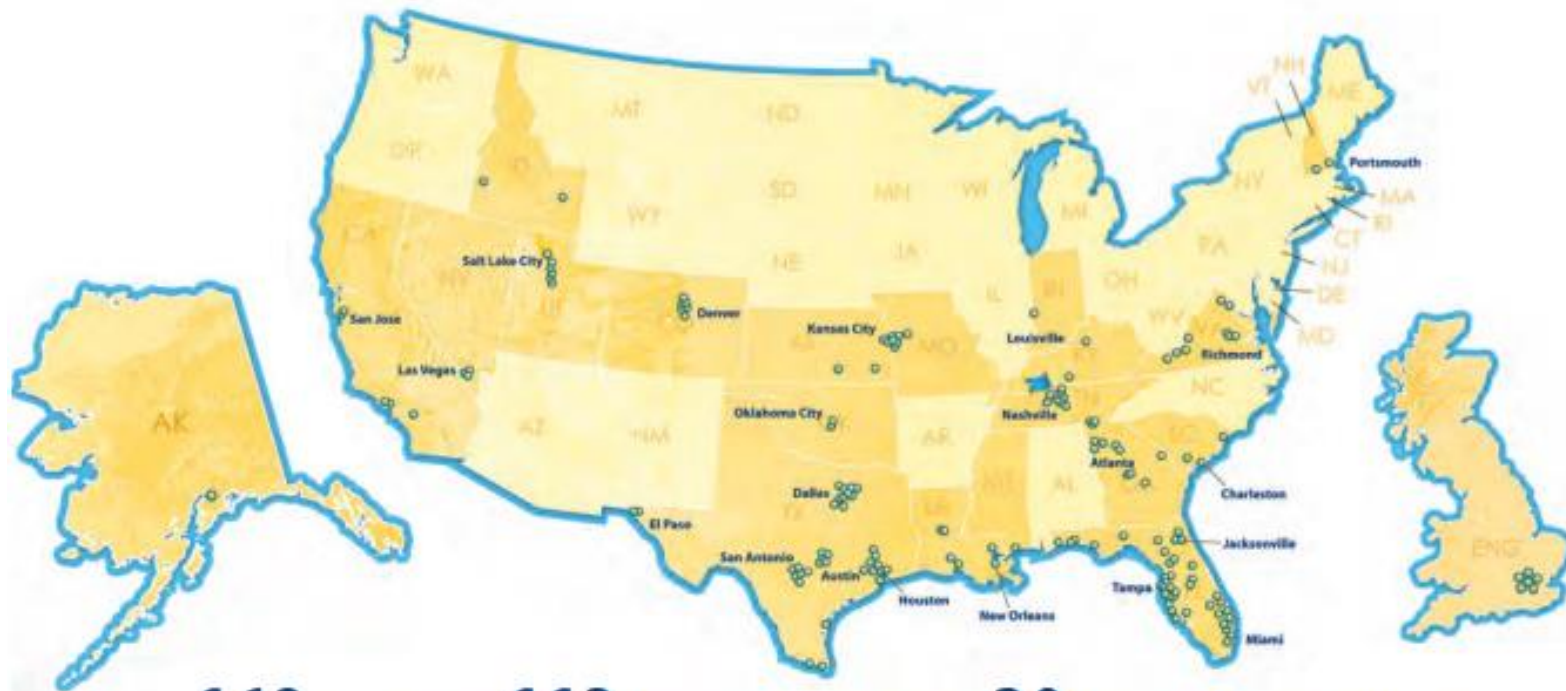 WA
MT
ND
OR
ID
SD
MN
WI
MI
NY
VT
NH
ME
Portsmouth
MA
RI
CT
NJ
DE
MD
WY
CA
NV
UT
Salt Lake City
NE
IA
IL
IN
OH
PA
WV
VA
San Jose
Denver
Kansas City
MO
Louisville
KY
Richmond
Las Vegas
KS
NC
AK
AZ
NM
Oklahoma City
OK
AR
Nashville
TN
SC
Atlanta
GA
Charleston
Dallas
TX
LA
MS
AL
El Paso
Jacksonville
ENG
San Antonio
Austin
Houston
New Orleans
Tampa
Miami